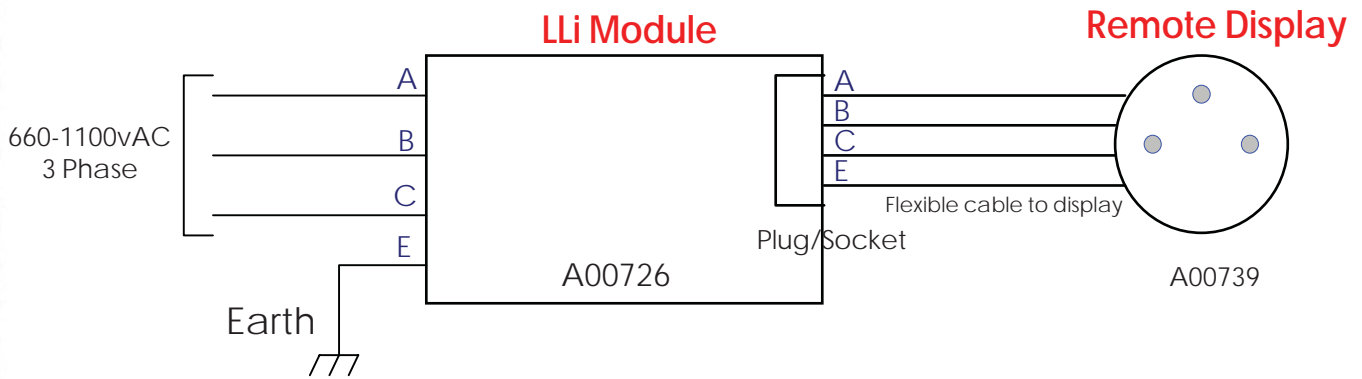 LLi Module
Remote Display
660-1100vAC
3 Phase
A
B
C
E
Earth
A00726
A
B
C
E
Flexible cable to display
Plug/Socket
A00739